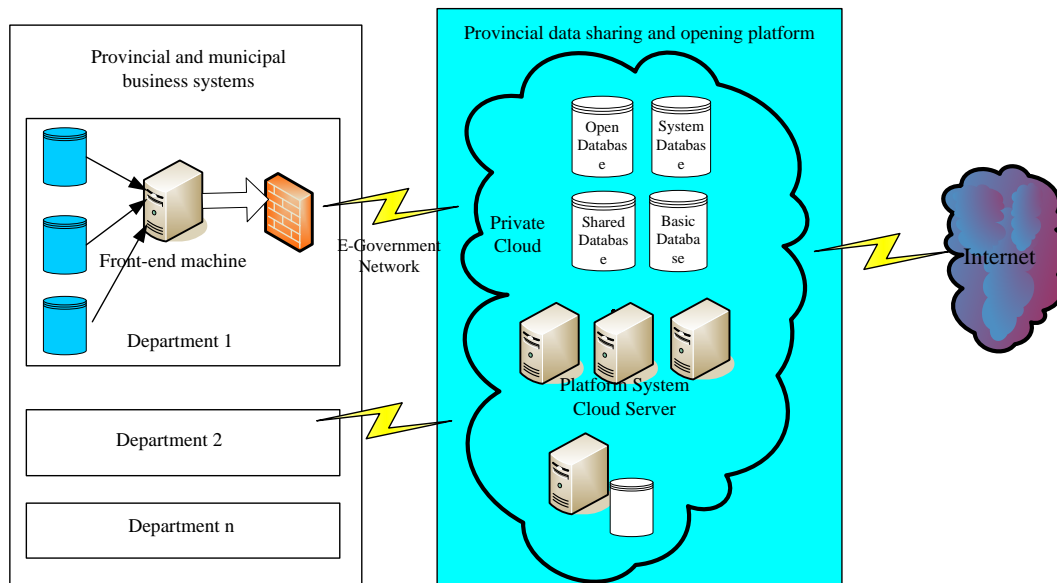 Provincial and municipal
business systems
Front-end machine
Department 1
Department 2
Department n
E-Government
Network
Provincial data sharing and opening platform
Open
Databas
e
System
Databas
e
Private
Cloud
Shared
Databas
e
Basic
Databa
se
Platform System
Cloud Server
Internet